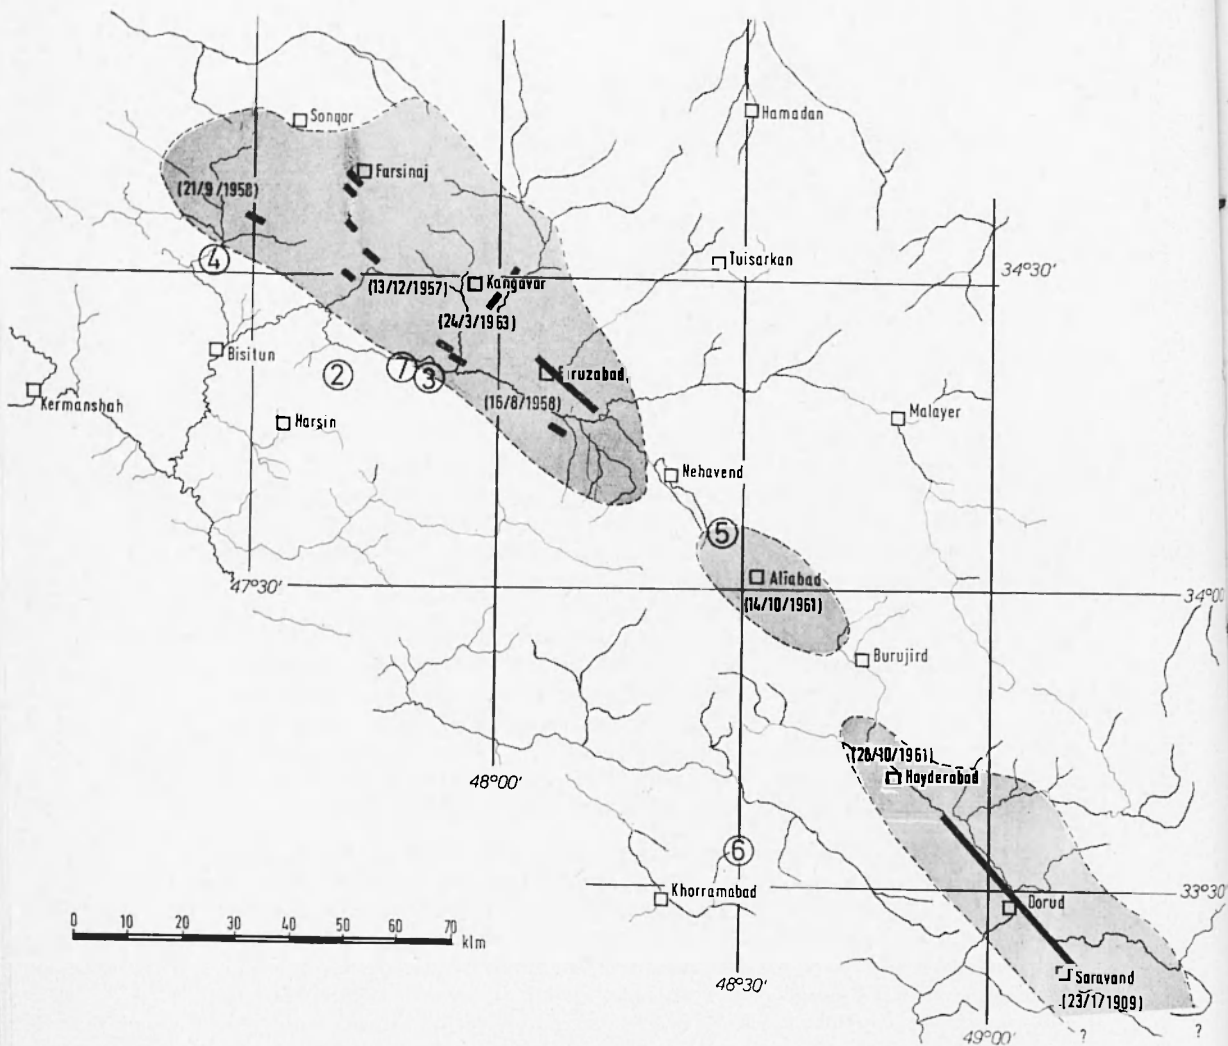 Sonqor
Hamadan
Farsinaj
(21/9/1958)
4
Tuisarkan
34°30'
Kangavar
(13/12/1957)
(24/3/1963)
Bisitun
2
7
3
Firuzabad,
(16/8/1958)
Kermanshah
Harsin
Malayer
Nehavend
5
Aliabad
(14/10/1961)
47°30'
34°00
Burujird
(28/10/1961)
Hayderabad
48°00'
6
Khorramabad
33°30'
Dorud
0 10 20 30 40 50 60 70 klm
Saravand
(23/1/1909)
48°30'
49°00'
?
?